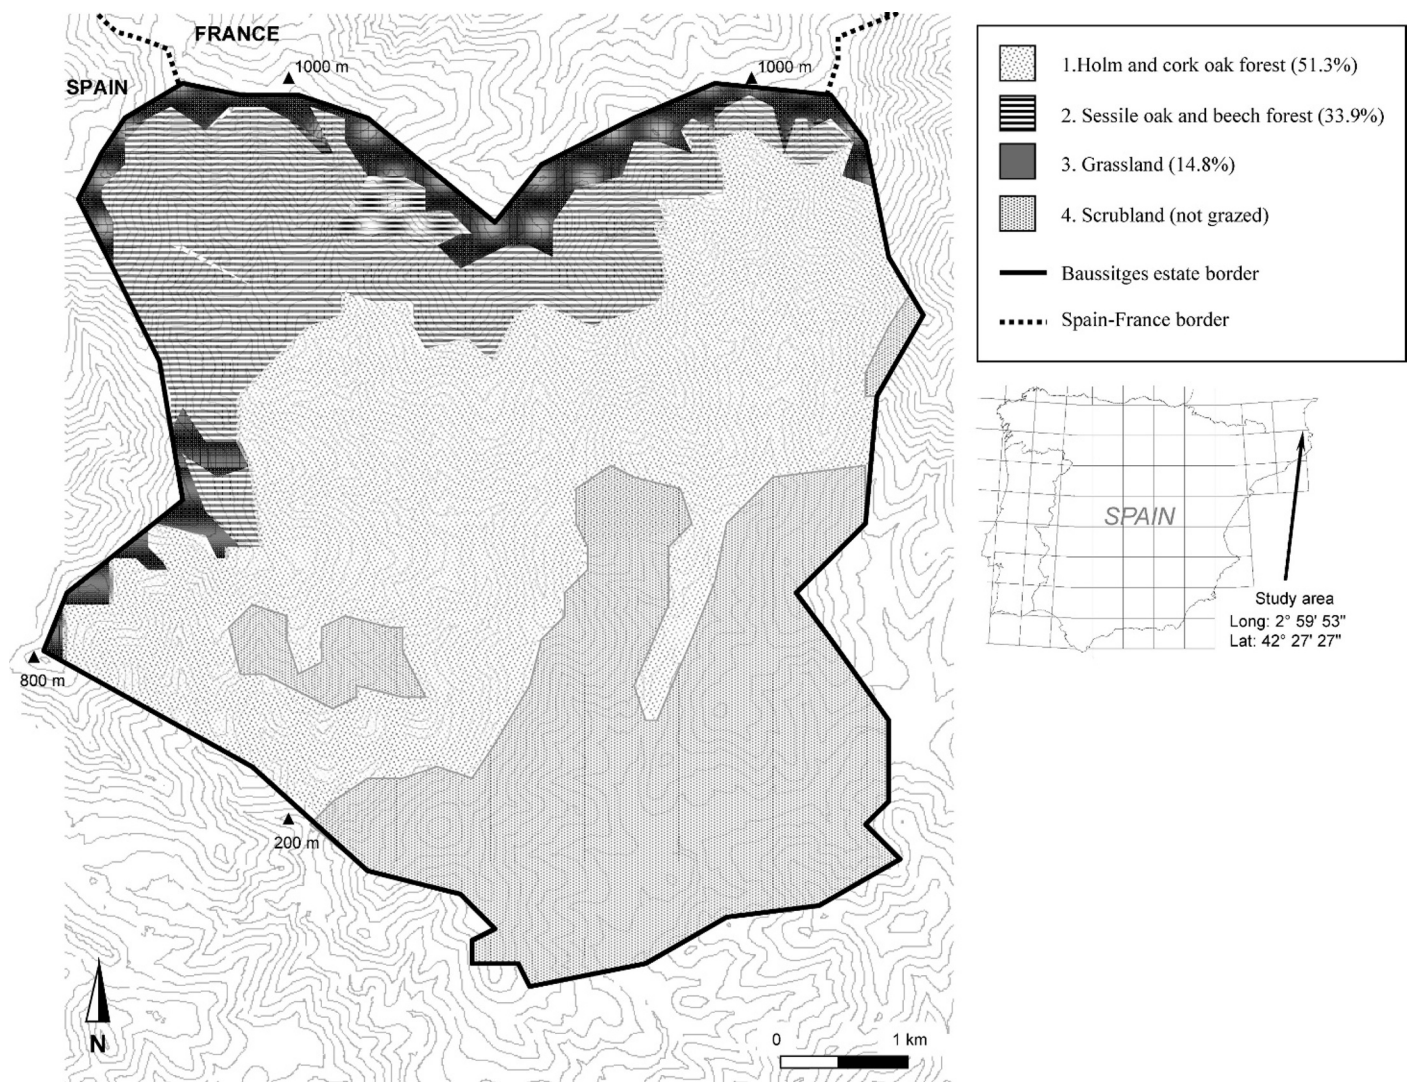 FRANCE
SPAIN
1000 m
1000 m
800 m
200 m
N
0 1 km
1.Holm and cork oak forest (51.3%)
2. Sessile oak and beech forest (33.9%)
3. Grassland (14.8%)
4. Scrubland (not grazed)
Baussitges estate border
Spain-France border
SPAIN
Study area
Long: 2° 59' 53"
Lat: 42° 27' 27"